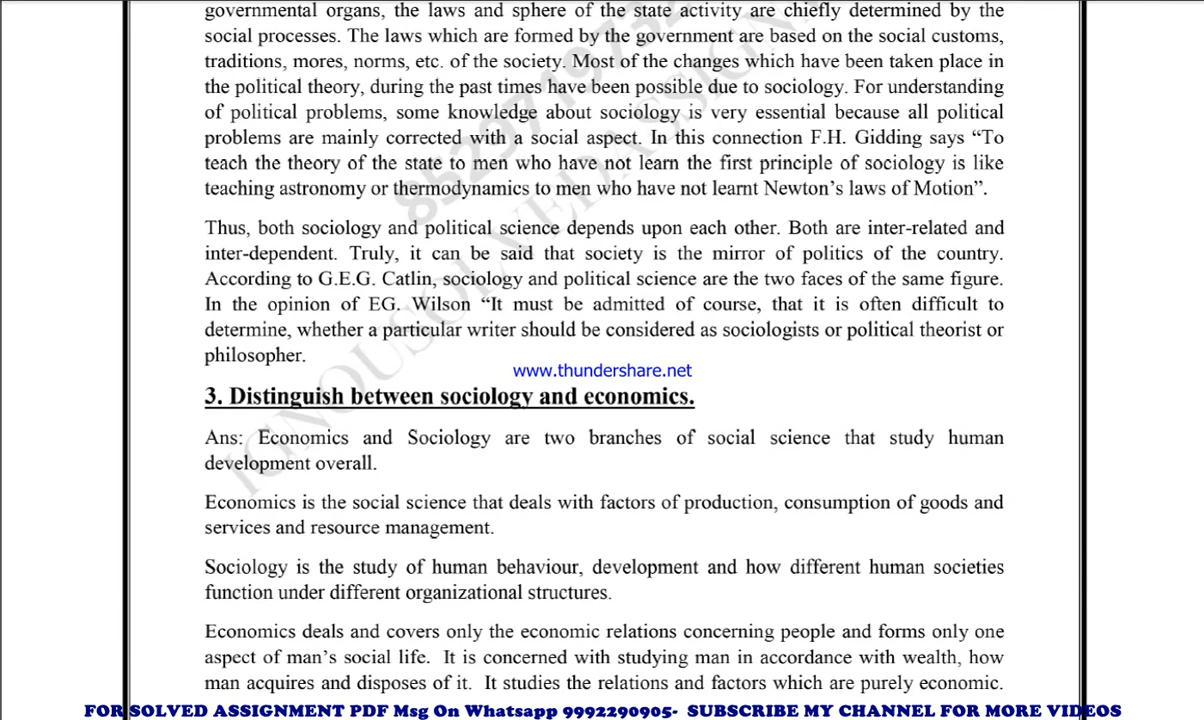 governmental organs, the laws and sphere of the state activity are chiefly determined by the
social processes. The laws which are formed by the government are based on the social customs,
traditions, mores, norms, etc. of the society. Most of the changes which have been taken place in
the political theory, during the past times have been possible due to sociology. For understanding
of political problems, some knowledge about sociology is very essential because all political
problems are mainly corrected with a social aspect. In this connection F.H. Gidding says “To
teach the theory of the state to men who have not learn the first principle of sociology is like
teaching astronomy or thermodynamics to men who have not learnt Newton’s laws of Motion”.
Thus, both sociology and political science depends upon each other. Both are inter-related and
inter-dependent. Truly, it can be said that society is the mirror of politics of the country.
According to G.E.G. Catlin, sociology and political science are the two faces of the same figure.
In the opinion of EG. Wilson “It must be admitted of course, that it is often difficult to
determine, whether a particular writer should be considered as sociologists or political theorist or
philosopher.
www.thundershare.net
3. Distinguish between sociology and economics.
Ans: Economics and Sociology are two branches of social science that study human
development overall.
Economics is the social science that deals with factors of production, consumption of goods and
services and resource management.
Sociology is the study of human behaviour, development and how different human societies
function under different organizational structures.
Economics deals and covers only the economic relations concerning people and forms only one
aspect of man’s social life. It is concerned with studying man in accordance with wealth, how
man acquires and disposes of it. It studies the relations and factors which are purely economic.
FOR SOLVED ASSIGNMENT PDF Msg On Whatsapp 9992290905- SUBSCRIBE MY CHANNEL FOR MORE VIDEOS